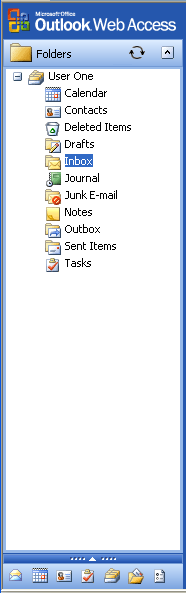 Microsoft Office
Outlook Web Access
Folders
User One
Calendar
Contacts
Deleted Items
Drafts
Inbox
Journal
Junk E-mail
Notes
Outbox
Sent Items
Tasks